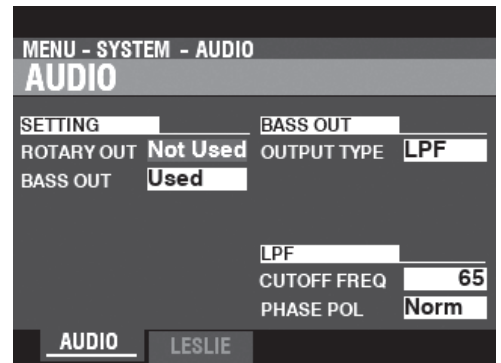 MENU - SYSTEM - AUDIO
AUDIO
SETTING
ROTARY OUT Not Used
BASS OUT Used
BASS OUT
OUTPUT TYPE LPF
LPF
CUTOFF FREQ 65
PHASE POL Norm
AUDIO LESLIE